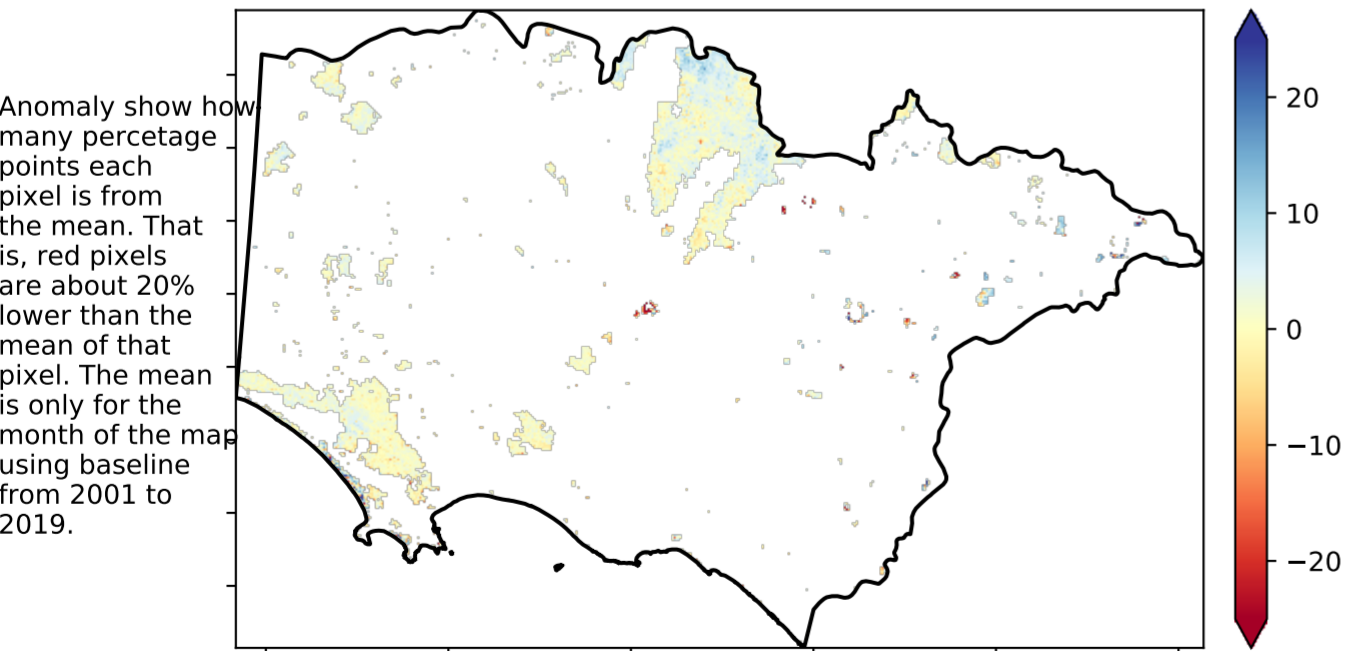 Anomaly show how
many percetage
points each
pixel is from
the mean. That
is, red pixels
are about 20%
lower than the
mean of that
pixel. The mean
is only for the
month of the map
using baseline
from 2001 to
2019.
20
10
0
−10
−20